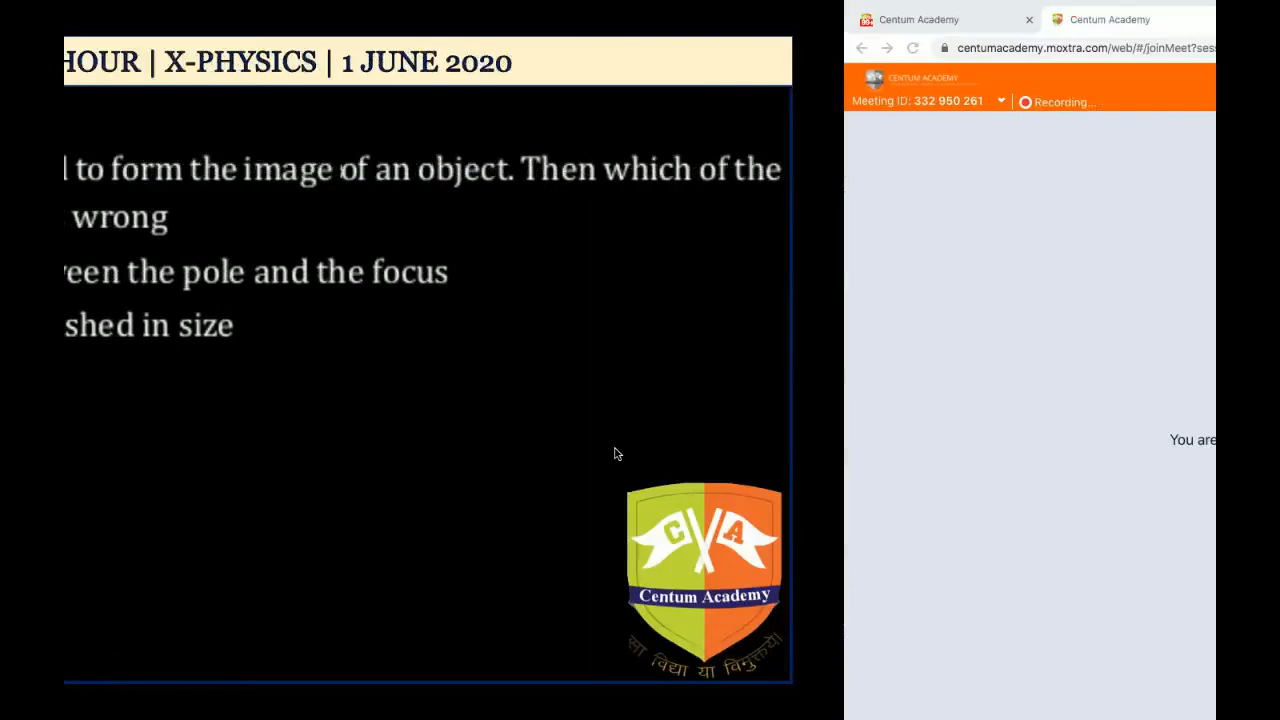 HOUR | X-PHYSICS | 1 JUNE 2020
to form the image of an object. Then which of the
wrong
een the pole and the focus
shed in size
C A
Centum Academy
सा विद्या या विमुक्तये।
Centum Academy
Centum Academy
centumacademy.moxtra.com/web/#/joinMeet?ses
CENTUM ACADEMY
Meeting ID: 332 950 261
Recording...
You are